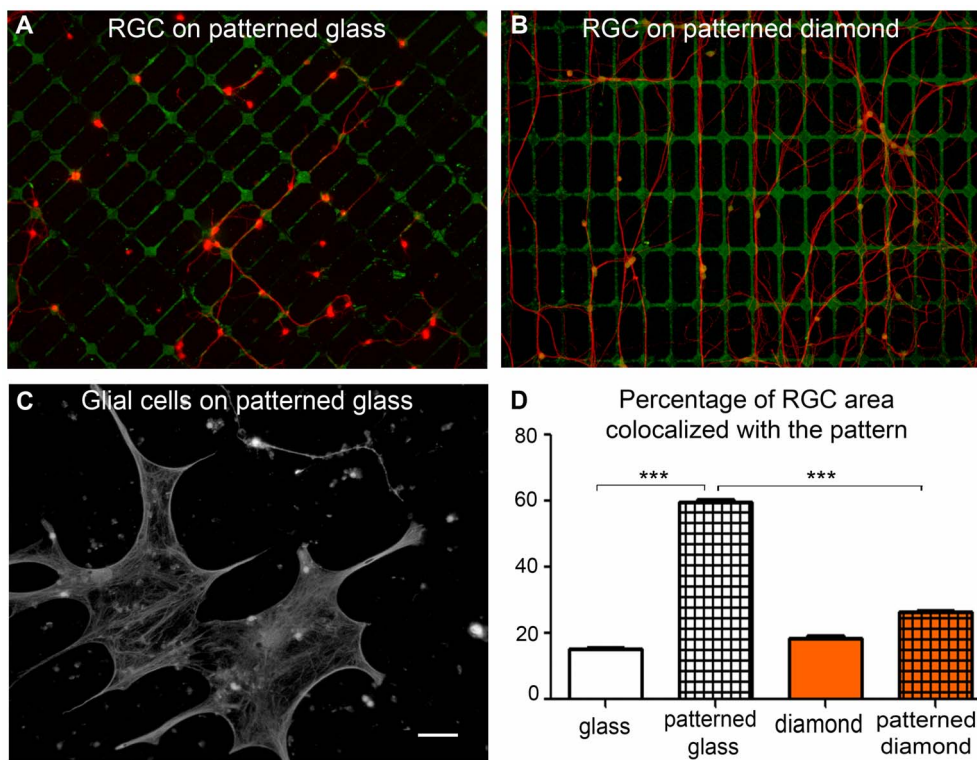 A
RGC on patterned glass
B
RGC on patterned diamond
C
Glial cells on patterned glass
D
Percentage of RGC area
colocalized with the pattern
80
60
40
20
0
***
***
glass
patterned
glass
diamond
patterned
diamond